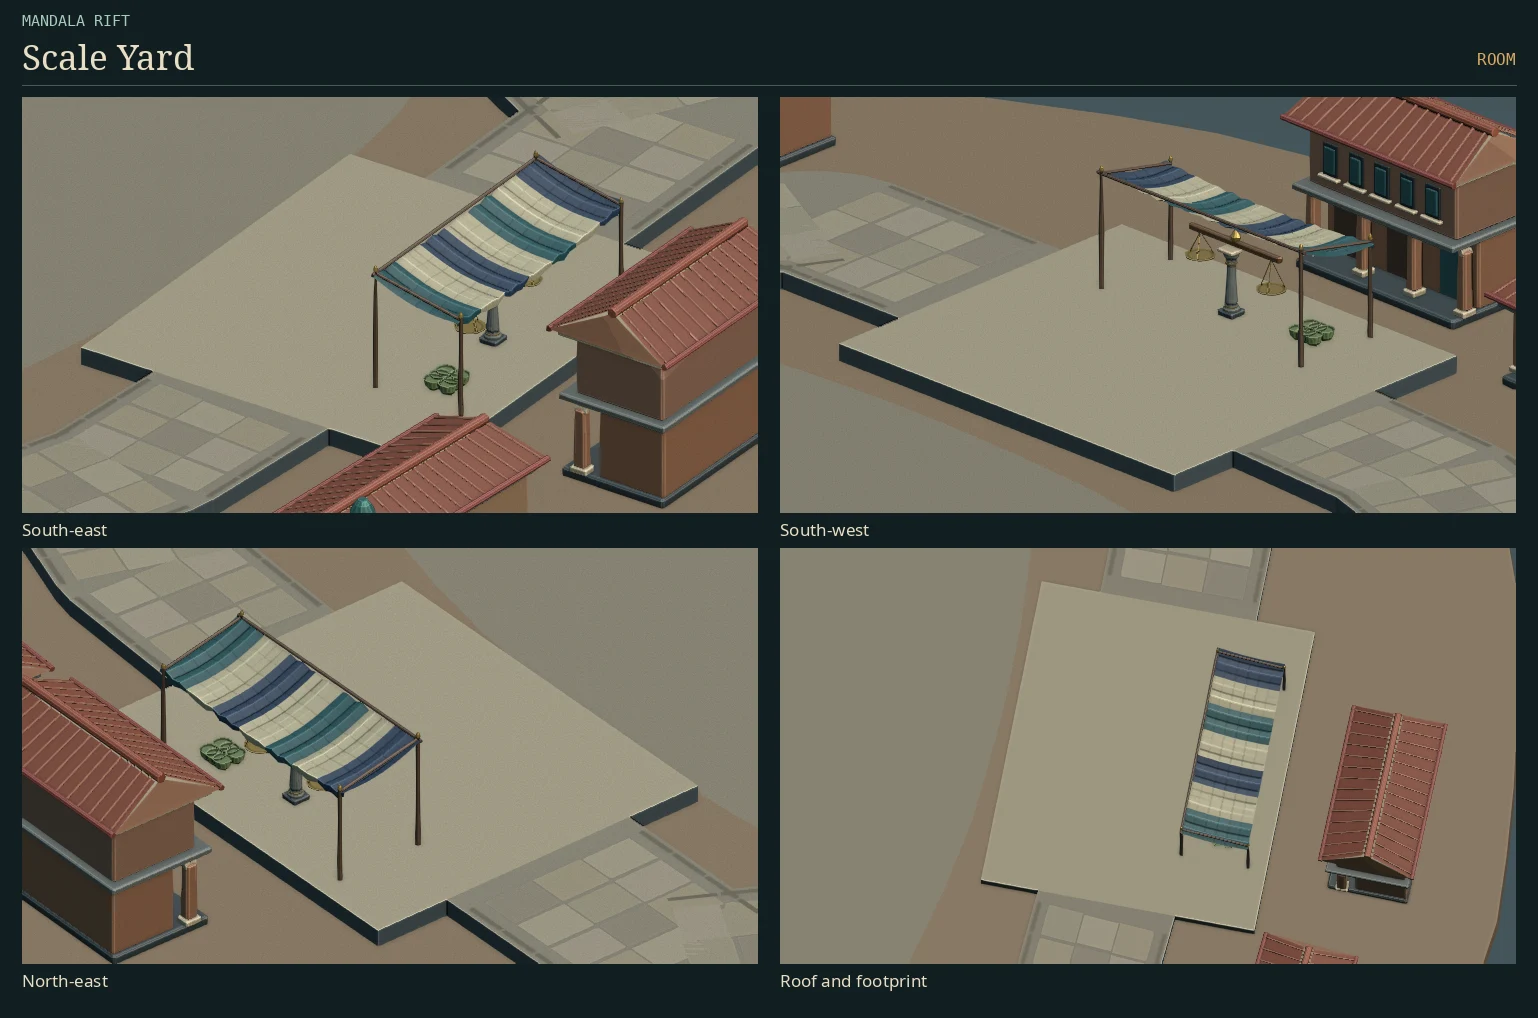 MANDALA RIFT
Scale Yard
ROOM
South-east
South-west
North-east
Roof and footprint